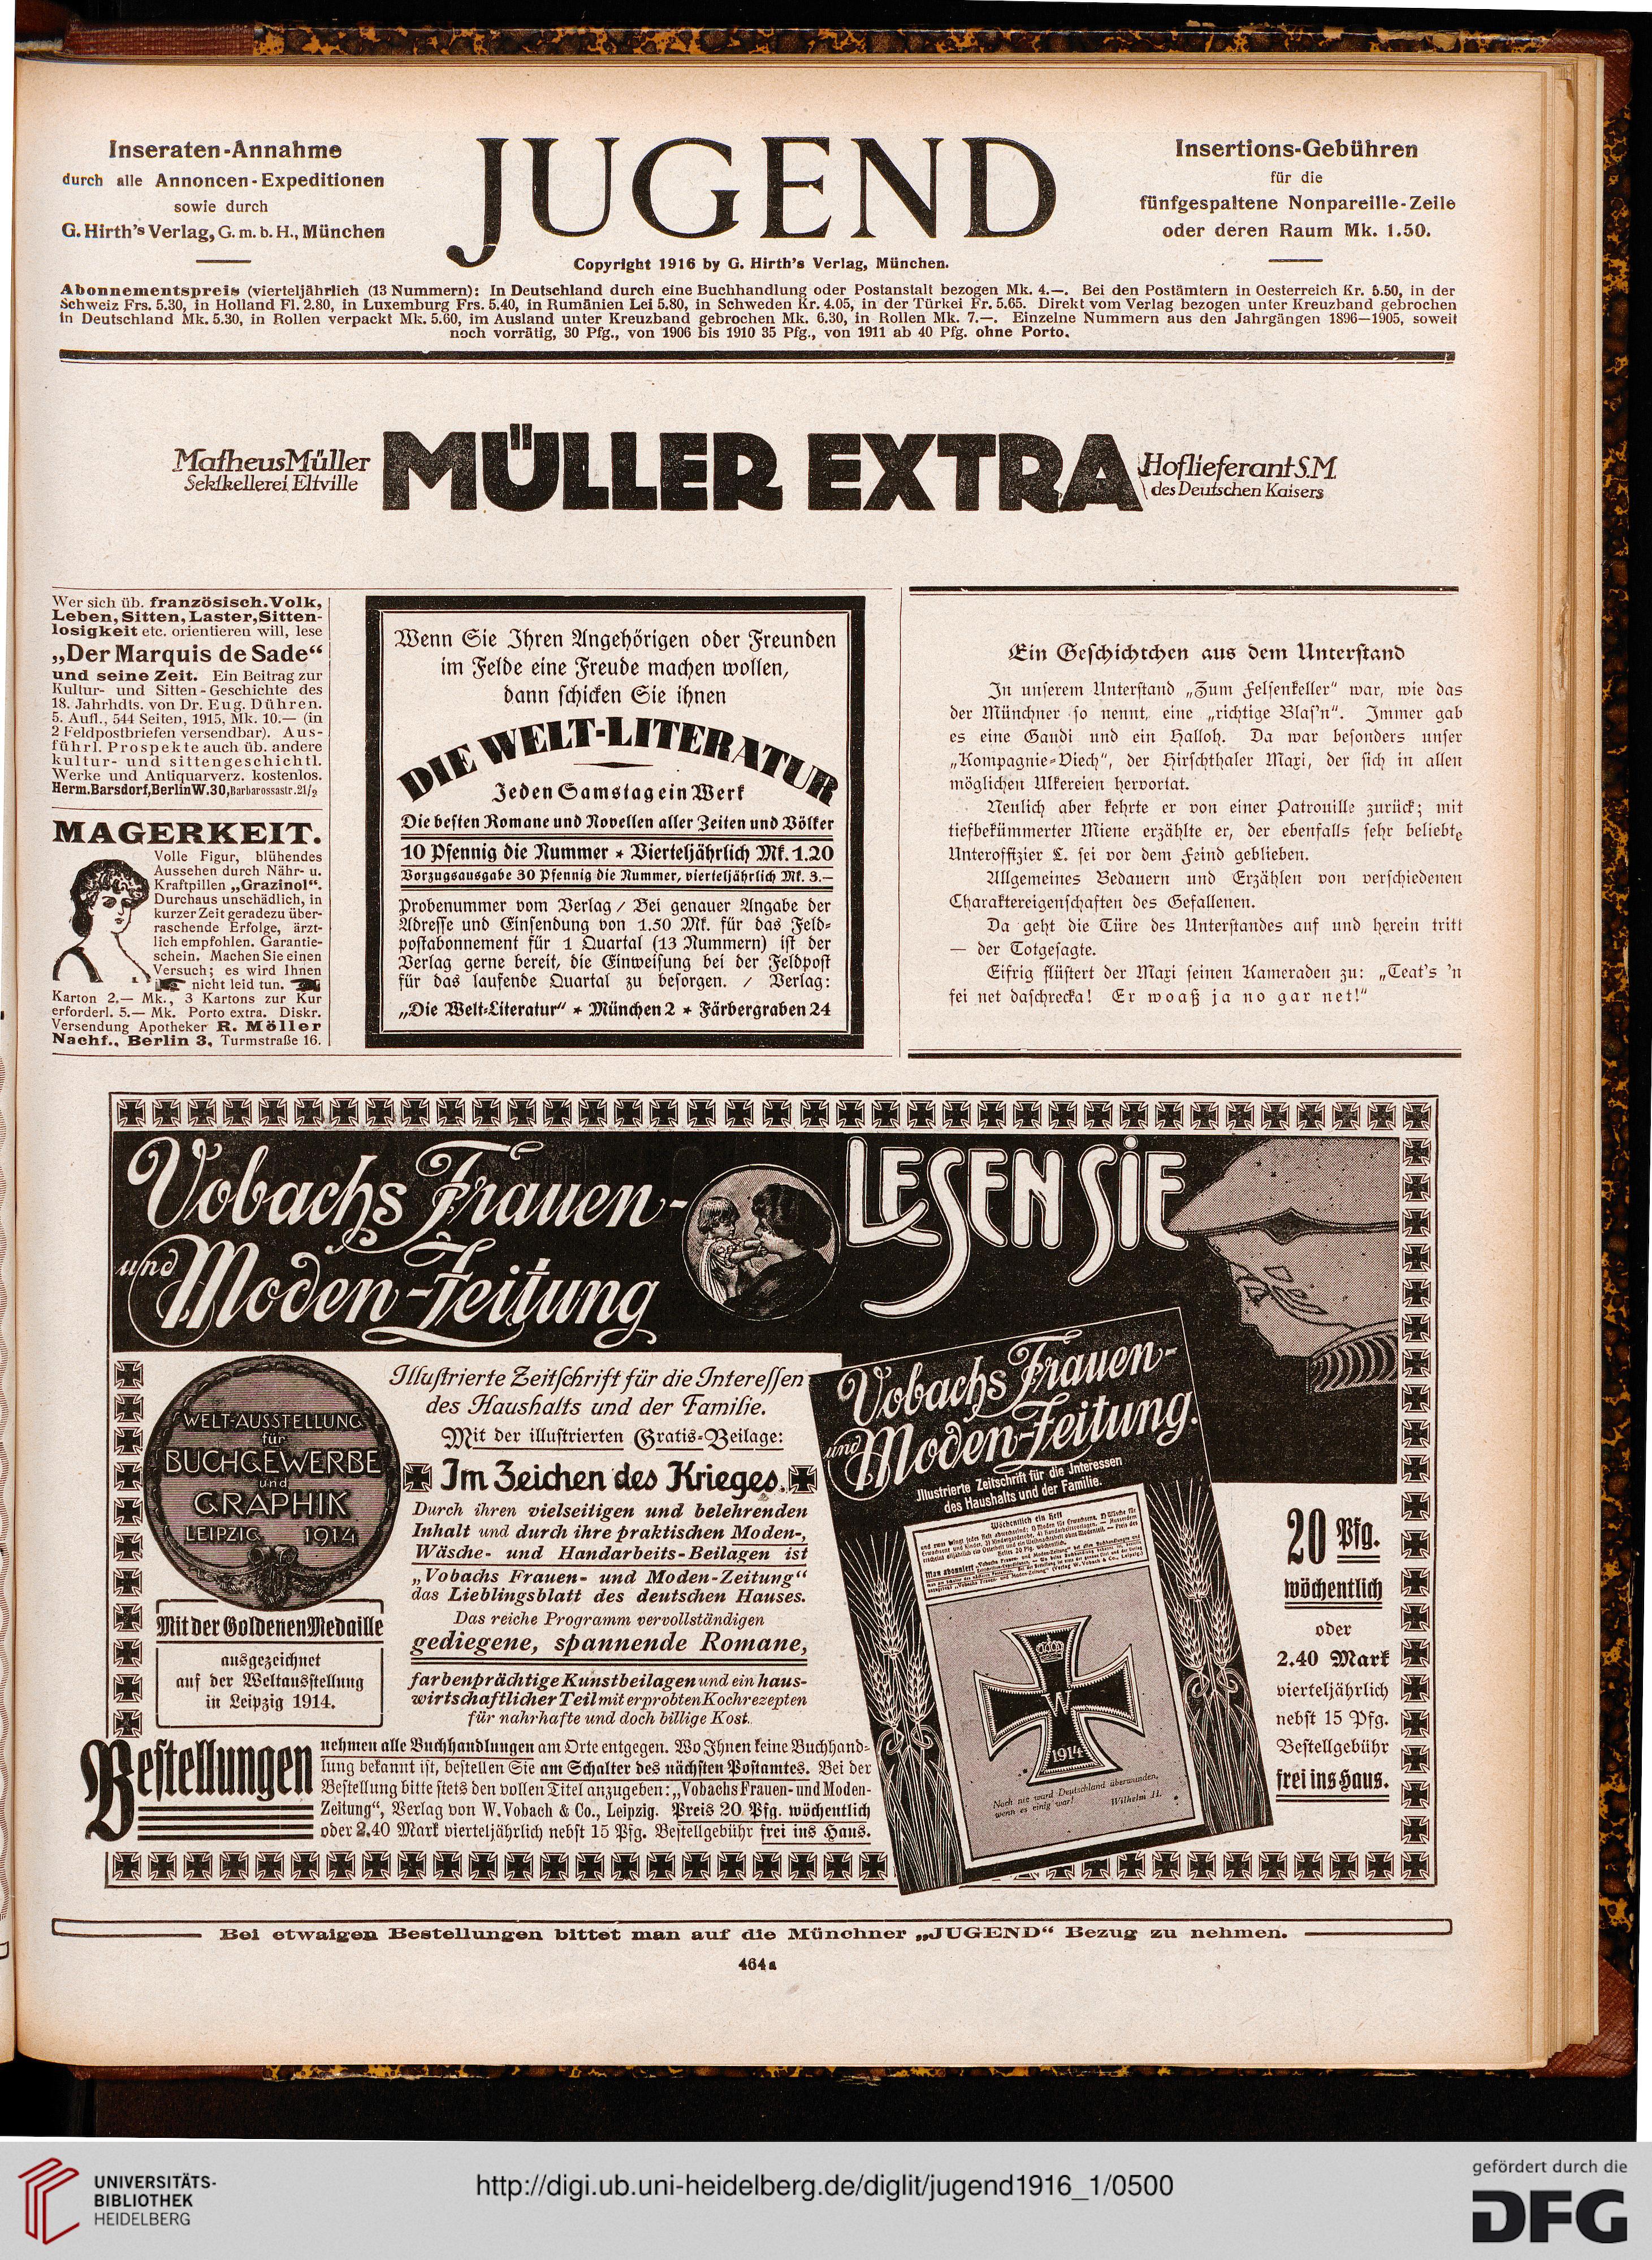 Inseraten-Annahme
durch alle Annoncen-Expeditionen
sowie durch
G. Hirth's Verlag, G. m. b. H., München
JUGEND
Copyright 1916 by G. Hirth's Verlag, München.
Insertions-Gebühren
für die
fünfgespaltene Nonpareille-Zeile
oder deren Raum Mk. 1.50.
Abonnementspreis (vierteljährlich (13 Nummern): In Deutschland durch eine Buchhandlung oder Postanstalt bezogen Mk. 4.—. Bei den Postämtern in Oesterreich Kr. 5.50, in der
Schweiz Frs. 5.30, in Holland Fl. 2.80, in Luxemburg Frs. 5.40, in Rumänien Lei 5.80, in Schweden Kr. 4.05, in der Türkei Fr. 5.65. Direkt vom Verlag bezogen unter Kreuzband gebrochen
in Deutschland Mk. 5.30, in Rollen verpackt Mk. 5.60, im Ausland unter Kreuzband gebrochen Mk. 6.30, in Rollen Mk. 7.—. Einzelne Nummern aus den Jahrgängen 1896—1905, soweit
noch vorrätig, 30 Pfg., von 1906 bis 1910 35 Pfg., von 1911 ab 40 Pfg. ohne Porto.
Matheus Müller
Sektkellerei Eltville
MÜLLER EXTRA
Hoflieferant S.M.
des Deutschen Kaisers
Wer sich üb. französisch. Volk,
Leben, Sitten, Laster, Sitten-
losigkeit etc. orientieren will, lese
„Der Marquis de Sade“
und seine Zeit. Ein Beitrag zur
Kultur- und Sitten-Geschichte des
18. Jahrhdts. von Dr. Eug. Dühren.
5. Aufl., 544 Seiten, 1915, Mk. 10.— (in
2 Feldpostbriefen versendbar). Aus-
führl. Prospekte auch üb. andere
kultur- und sittengeschichtl.
Werke und Antiquarverz. kostenlos.
Herm. Barsdorf, Berlin W. 30, Barbarossastr. 21/2
MAGERKEIT.
Volle Figur, blühendes
Aussehen durch Nähr- u.
Kraftpillen „Grazinol“.
Durchaus unschädlich, in
kurzer Zeit geradezu über-
raschende Erfolge, ärzt-
lich empfohlen. Garantie-
schein. Machen Sie einen
Versuch; es wird Ihnen
nicht leid tun.
Karton 2.— Mk., 3 Kartons zur Kur
erforderl. 5.— Mk. Porto extra. Diskr.
Versendung Apotheker R. Möller
Nachf., Berlin 3, Turmstraße 16.
Wenn Sie Ihren Angehörigen oder Freunden
im Felde eine Freude machen wollen,
dann schicken Sie ihnen
DIE WELT-LITERATUR
Jeden Samstag ein Werk
Die besten Romane und Novellen aller Zeiten und Völker
10 Pfennig die Nummer * Vierteljährlich Mk. 1.20
Vorzugsausgabe 30 Pfennig die Nummer, vierteljährlich Mk. 3.—
Probenummer vom Verlag / Bei genauer Angabe der
Adresse und Einsendung von 1.50 Mk. für das Feld-
postabonnement für 1 Quartal (13 Nummern) ist der
Verlag gerne bereit, die Einweisung bei der Feldpost
für das laufende Quartal zu besorgen. / Verlag:
„Die Welt-Literatur“ * München 2 * Färbergraben 24
Ein Geschichtchen aus dem Unterstand
In unserem Unterstand „Zum Felsenkeller“ war, wie das
der Münchner so nennt, eine „richtige Blas'n“. Immer gab
es eine Gaudi und ein Halloh. Da war besonders unser
„Kompagnie-Viech“, der Hirschthaler Maxi, der sich in allen
möglichen Ulkereien hervortat.
Neulich aber kehrte er von einer Patrouille zurück; mit
tiefbekümmerter Miene erzählte er, der ebenfalls sehr beliebte
Unteroffizier L. sei vor dem Feind geblieben.
Allgemeines Bedauern und Erzählen von verschiedenen
Charaktereigenschaften des Gefallenen.
Da geht die Türe des Unterstandes auf und herein tritt
— der Totgesagte.
Eifrig flüstert der Maxi seinen Kameraden zu: „Teat's 'n
fei net daschrecka! Er woaß ja no gar net!“
Vobachs Frauen-
und Moden-Zeitung
LESEN SIE
WELT-AUSSTELLUNG
für
BUCHGEWERBE
und
GRAPHIK
LEIPZIG 1914
Mit der Goldenen Medaille
ausgezeichnet
auf der Weltausstellung
in Leipzig 1914.
Illustrierte Zeitschrift für die Interessen
des Haushalts und der Familie.
Mit der illustrierten Gratis-Beilage:
Im Zeichen des Krieges.
Durch ihren vielseitigen und belehrenden
Inhalt und durch ihre praktischen Moden-,
Wäsche- und Handarbeits-Beilagen ist
„Vobachs Frauen- und Moden-Zeitung“
das Lieblingsblatt des deutschen Hauses.
Das reiche Programm vervollständigen
gediegene, spannende Romane,
farbenprächtige Kunstbeilagen und ein haus-
wirtschaftlicher Teil mit erprobten Kochrezepten
für nahrhafte und doch billige Kost.
Bestellungen
nehmen alle Buchhandlungen am Orte entgegen. Wo Ihnen keine Buchhand-
lung bekannt ist, bestellen Sie am Schalter des nächsten Postamtes. Bei der
Bestellung bitte stets den vollen Titel anzugeben: „Vobachs Frauen- und Moden-
Zeitung“, Verlag von W. Vobach & Co., Leipzig. Preis 20 Pfg. wöchentlich
oder 2.40 Mark vierteljährlich nebst 15 Pfg. Bestellgebühr frei ins Haus.
Vobachs Frauen-
und Moden-Zeitung.
Illustrierte Zeitschrift für die Interessen
des Haushalts und der Familie.
Wöchentlich ein Heft
W
1914
Noch nie ward Deutschland überwunden,
wenn es einig war! Wilhelm II.
20 Pfg.
wöchentlich
oder
2.40 Mark
vierteljährlich
nebst 15 Pfg.
Bestellgebühr
frei ins Haus.
Bei etwaigen Bestellungen bittet man auf die Münchner „JUGEND“ Bezug zu nehmen.
464a
UNIVERSITÄTS-
BIBLIOTHEK
HEIDELBERG
http://digi.ub.uni-heidelberg.de/diglit/jugend1916_1/0500
gefördert durch die
DFG